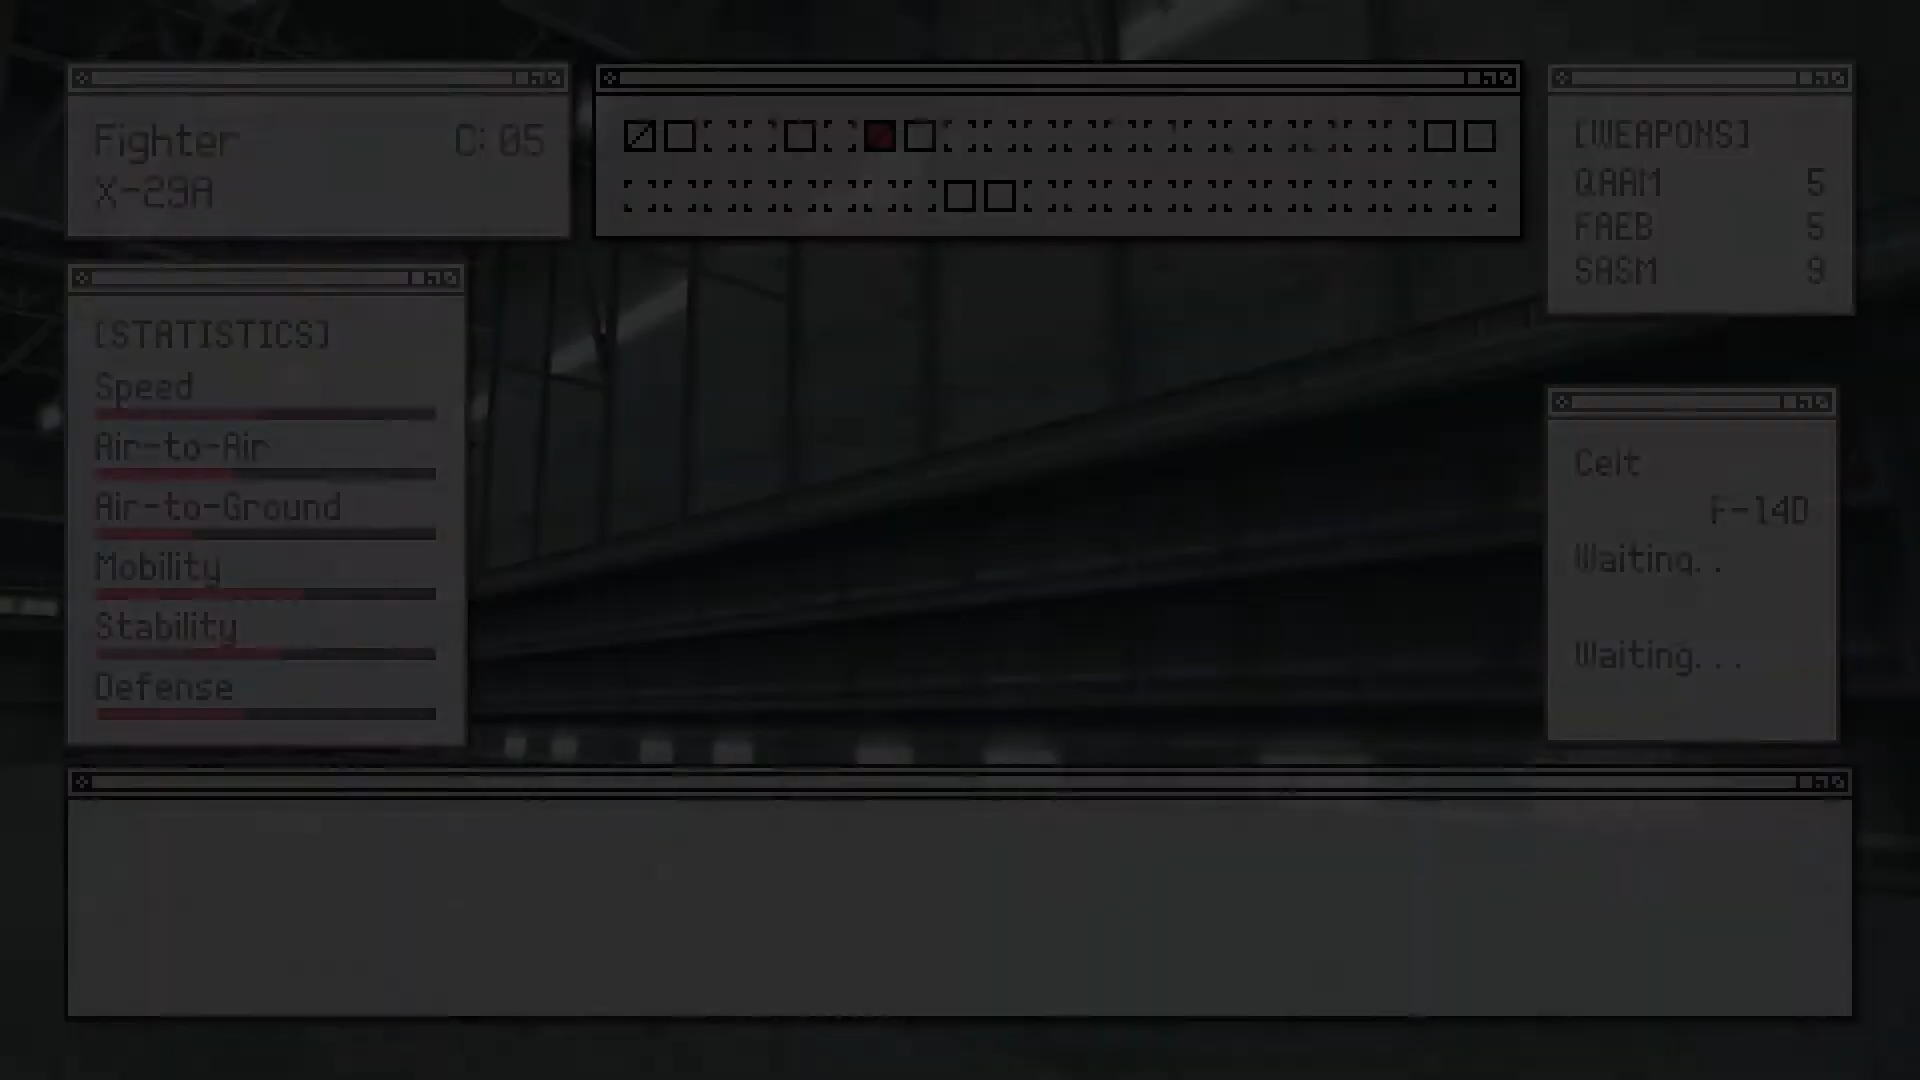 Fighter C: 05
X-29A
[STATISTICS]
Speed
Air-to-Air
Air-to-Ground
Mobility
Stability
Defense
[WEAPONS]
QAAM 5
FAEB 5
SASM 9
Celt
F-14D
Waiting..
Waiting...